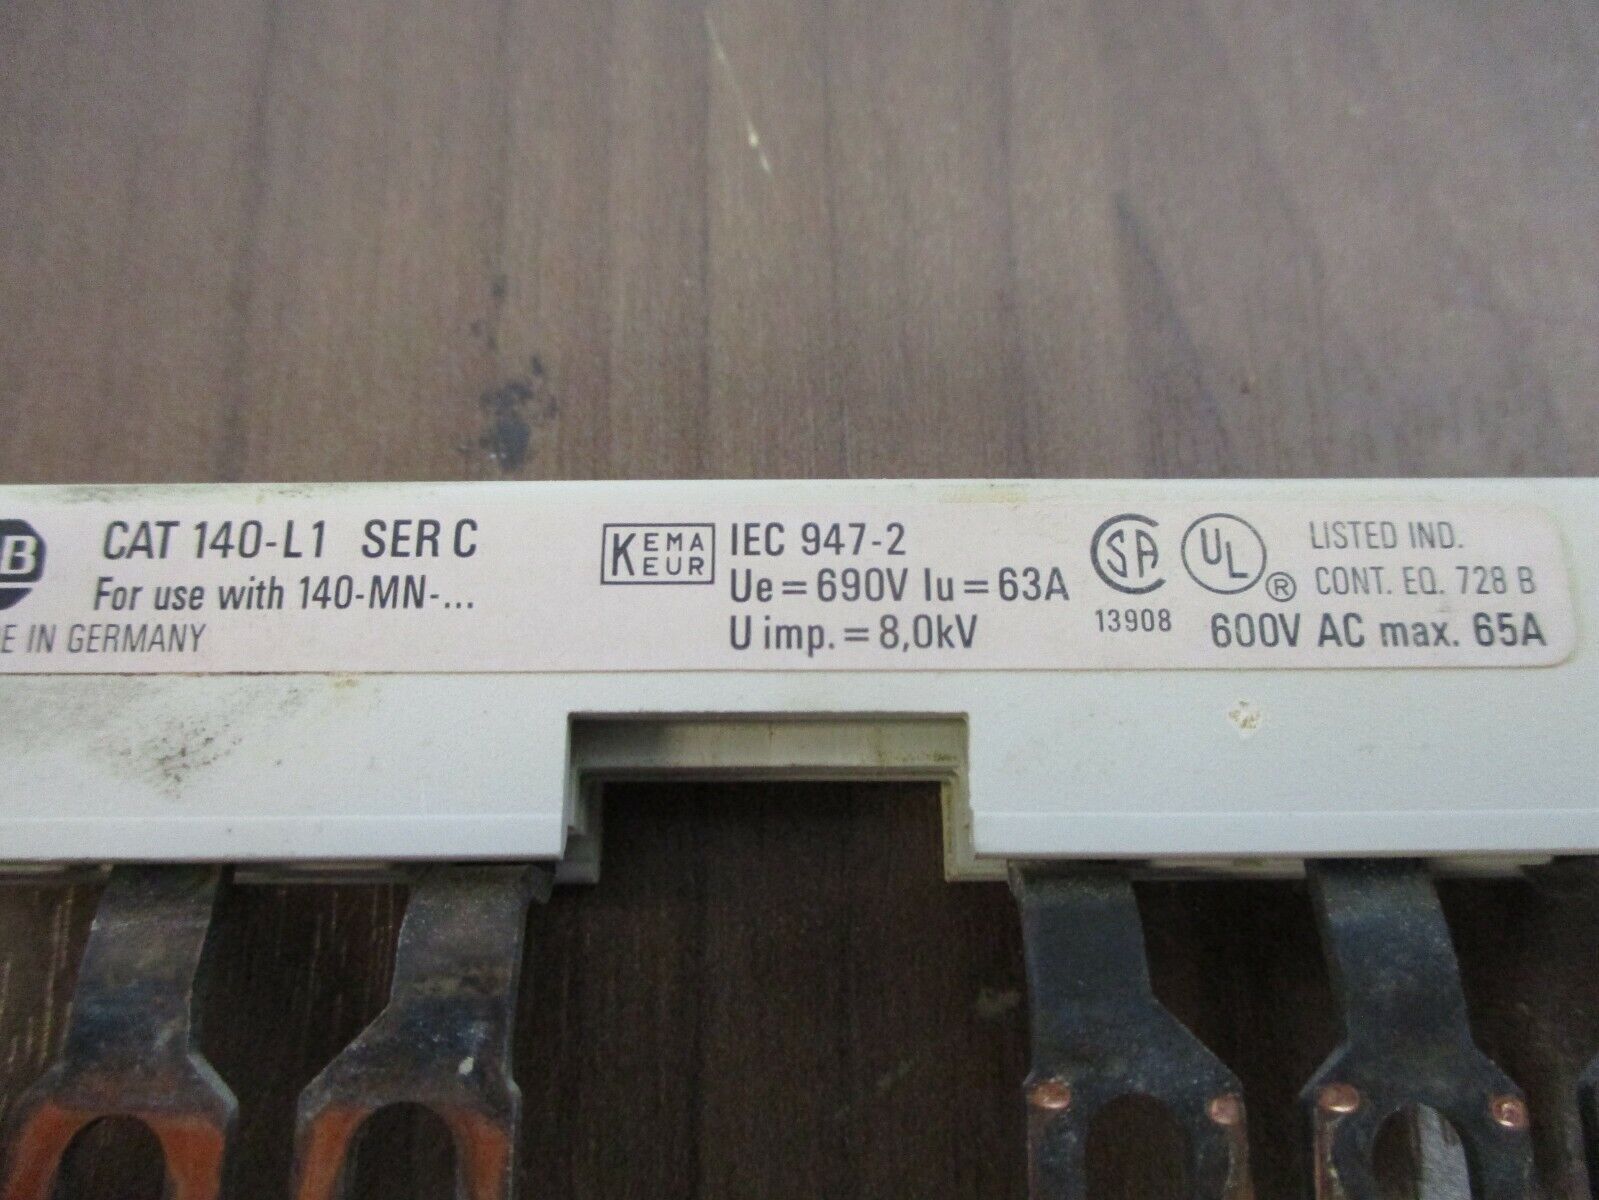 B
CAT 140-L1 SER C
For use with 140-MN-...
E IN GERMANY
KEMA
EUR
IEC 947-2
Ue = 690V Iu = 63A
U imp. = 8,0kV
SA
13908
UL
®
LISTED IND.
CONT. EQ. 728 B
600V AC max. 65A